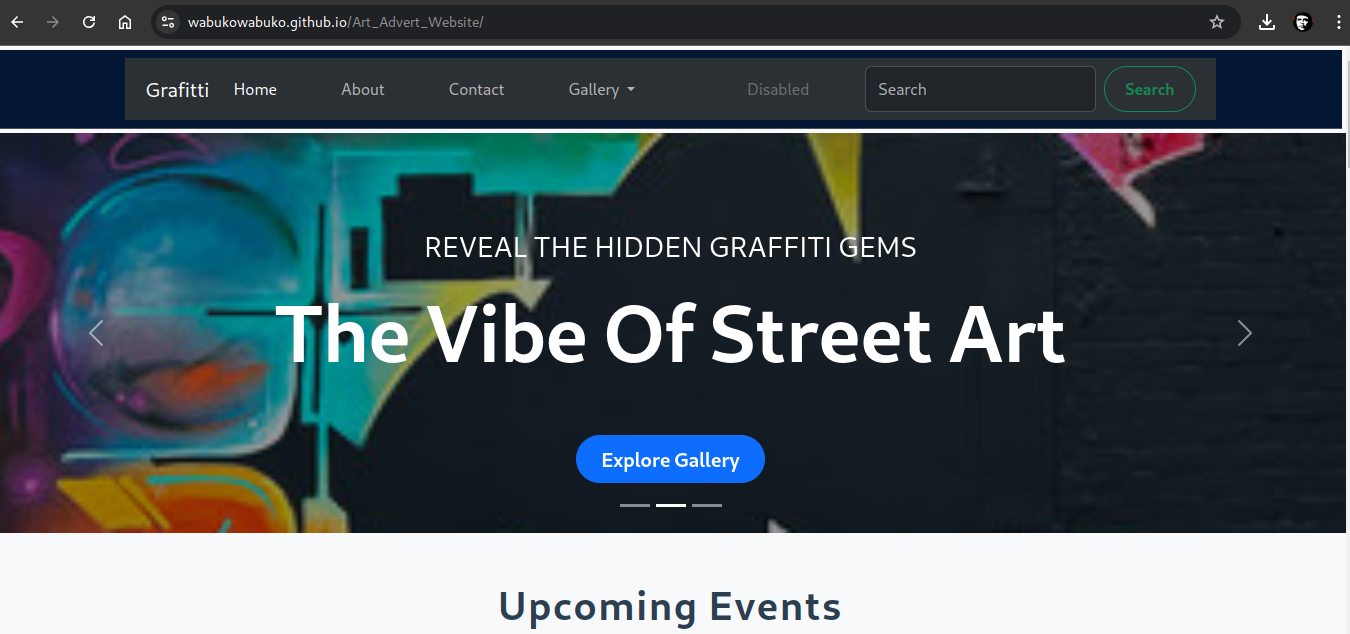 wabukowabuko.github.io/Art_Advert_Website/
Grafitti Home About Contact Gallery Disabled Search Search
REVEAL THE HIDDEN GRAFFITI GEMS
The Vibe Of Street Art
Explore Gallery
Upcoming Events